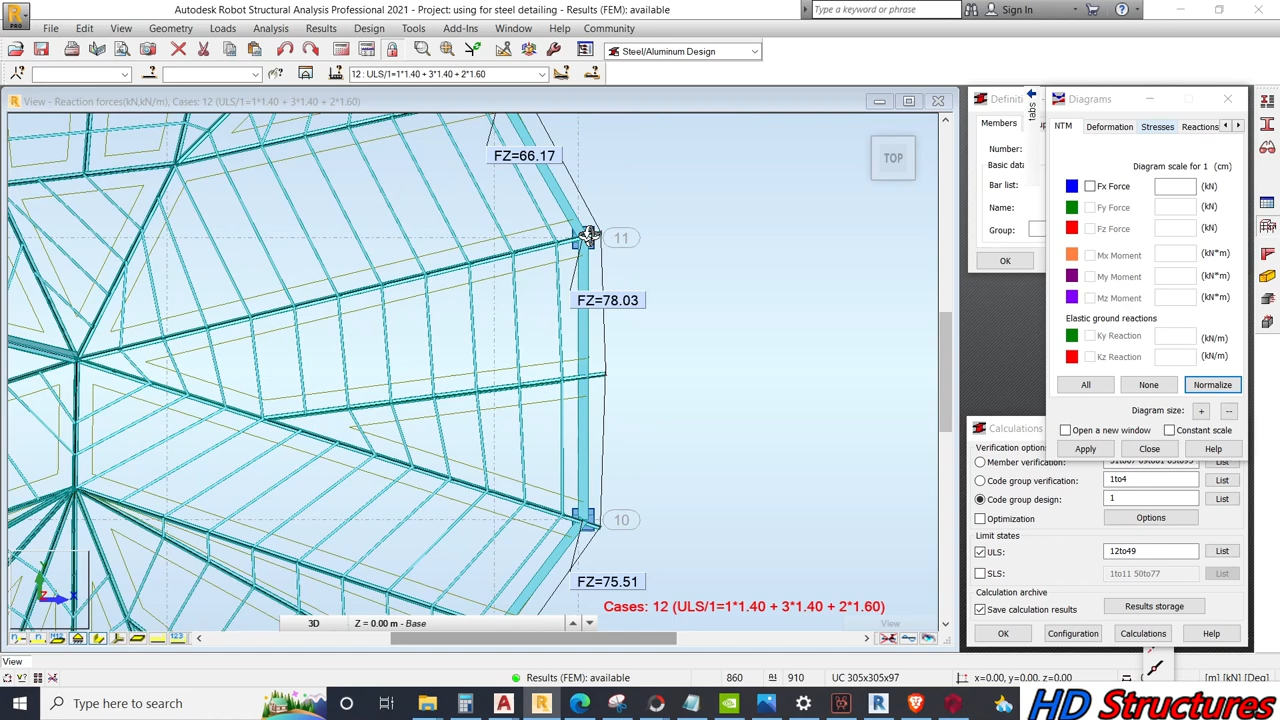 Autodesk Robot Structural Analysis Professional 2021 - Project: using for steel detailing - Results (FEM): available
Type a keyword or phrase
Sign In
PRO
File Edit View Geometry Loads Analysis Results Design Tools Add-Ins Window Help Community
Steel/Aluminum Design
12 : ULS/1=1*1.40 + 3*1.40 + 2*1.60
View - Reaction forces(kN,kN/m), Cases: 12 (ULS/1=1*1.40 + 3*1.40 + 2*1.60)
FZ=66.17
TOP
11
FZ=78.03
10
FZ=75.51
Cases: 12 (ULS/1=1*1.40 + 3*1.40 + 2*1.60)
Z
X
3D
Z = 0.00 m - Base
View
Definiti
tabs
Members
Number:
Basic data
Bar list:
Name:
Group:
OK
Diagrams
NTM Deformation Stresses Reactions
Diagram scale for 1 (cm)
Fx Force (kN)
Fy Force (kN)
Fz Force (kN)
Mx Moment (kN*m)
My Moment (kN*m)
Mz Moment (kN*m)
Elastic ground reactions
Ky Reaction (kN/m)
Kz Reaction (kN/m)
All None Normalize
Diagram size: + --
Open a new window Constant scale
Apply Close Help
Calculations
Verification options
Member verification: List
Code group verification: 1to4 List
Code group design: 1 List
Optimization Options
Limit states
ULS: 12to49 List
SLS: 1to11 50to77 List
Calculation archive
Save calculation results Results storage
OK Configuration Calculations Help
View
Results (FEM): available
860
910
UC 305x305x97
x=0.00, y=0.00, z=0.00
[m] [kN] [Deg]
Type here to search
HD Structures